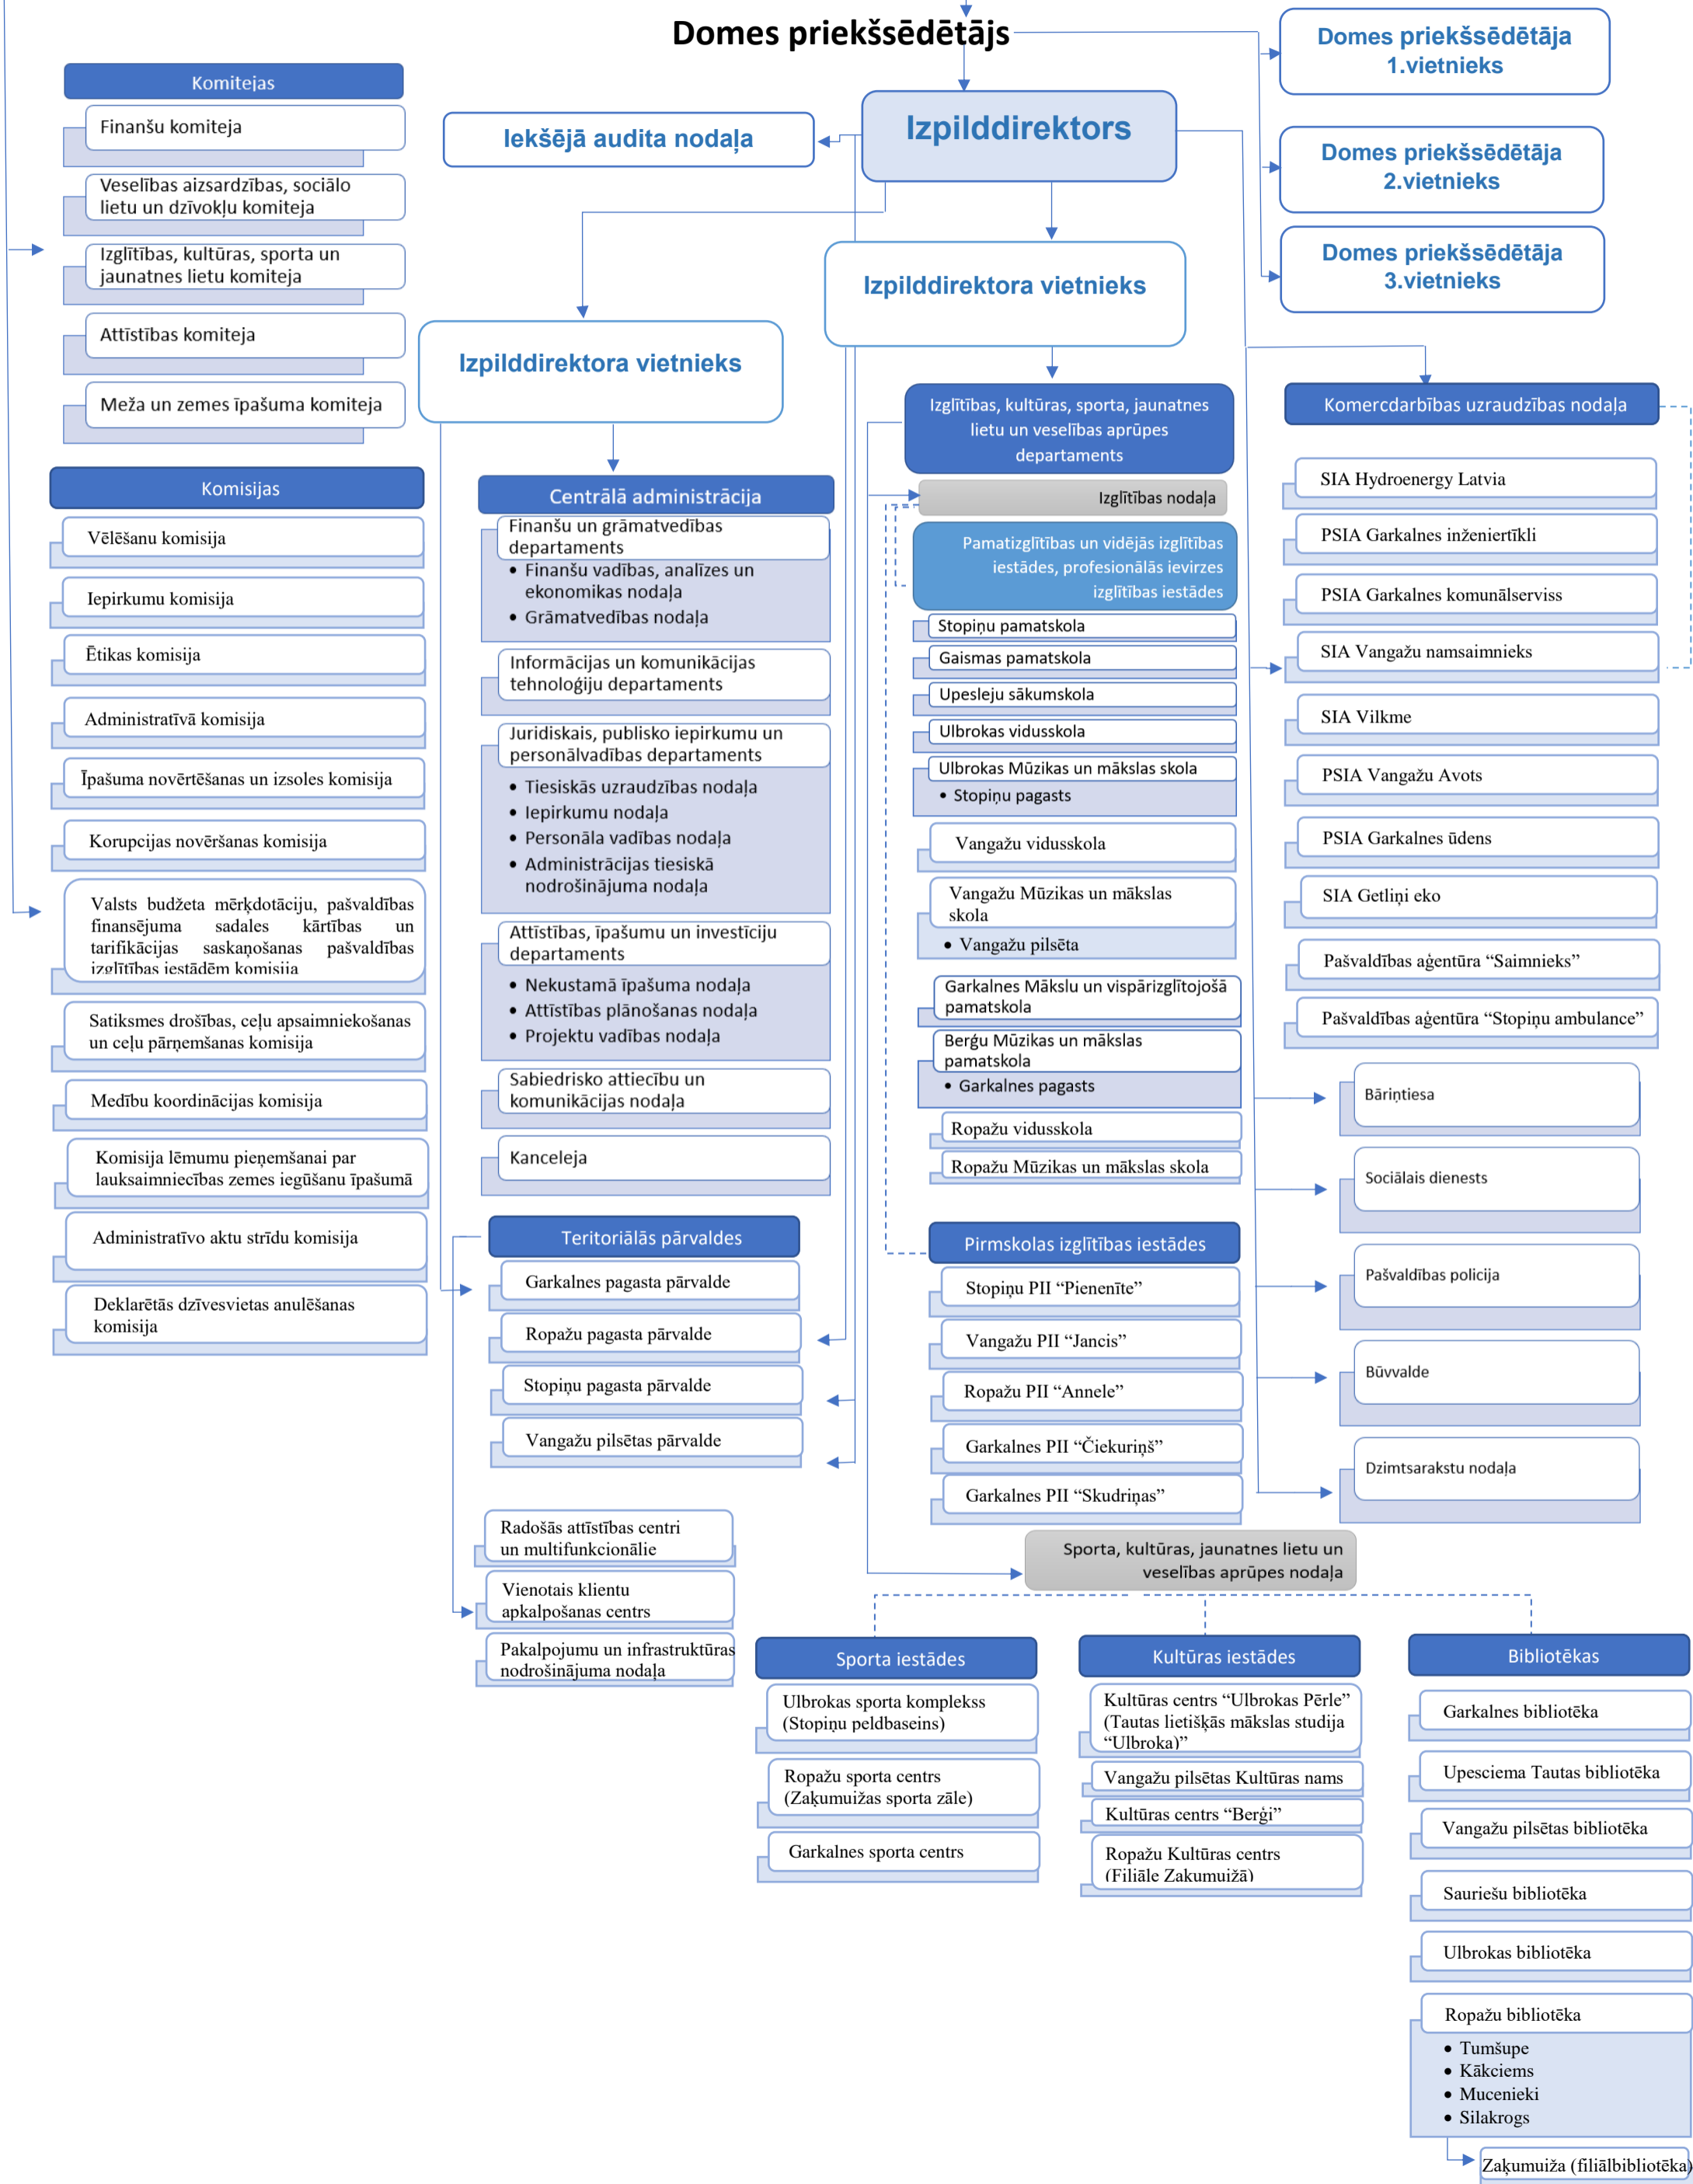 Domes priekšsēdētājs
Domes priekšsēdētāja
1.vietnieks
Domes priekšsēdētāja
2.vietnieks
Domes priekšsēdētāja
3.vietnieks
Izpilddirektors
Iekšējā audita nodaļa
Izpilddirektora vietnieks
Izpilddirektora vietnieks
Komitejas
Finanšu komiteja
Veselības aizsardzības, sociālo
lietu un dzīvokļu komiteja
Izglītības, kultūras, sporta un
jaunatnes lietu komiteja
Attīstības komiteja
Meža un zemes īpašuma komiteja
Komisijas
Vēlēšanu komisija
Iepirkumu komisija
Ētikas komisija
Administratīvā komisija
Īpašuma novērtēšanas un izsoles komisija
Korupcijas novēršanas komisija
Valsts budžeta mērķdotāciju, pašvaldības
finansējuma sadales kārtības un
tarifikācijas saskaņošanas pašvaldības
izglītības iestādēm komisija
Satiksmes drošības, ceļu apsaimniekošanas
un ceļu pārņemšanas komisija
Medību koordinācijas komisija
Komisija lēmumu pieņemšanai par
lauksaimniecības zemes iegūšanu īpašumā
Administratīvo aktu strīdu komisija
Deklarētās dzīvesvietas anulēšanas
komisija
Centrālā administrācija
Finanšu un grāmatvedības
departaments
• Finanšu vadības, analīzes un
ekonomikas nodaļa
• Grāmatvedības nodaļa
Informācijas un komunikācijas
tehnoloģiju departaments
Juridiskais, publisko iepirkumu un
personālvadības departaments
• Tiesiskās uzraudzības nodaļa
• Iepirkumu nodaļa
• Personāla vadības nodaļa
• Administrācijas tiesiskā
nodrošinājuma nodaļa
Attīstības, īpašumu un investīciju
departaments
• Nekustamā īpašuma nodaļa
• Attīstības plānošanas nodaļa
• Projektu vadības nodaļa
Sabiedrisko attiecību un
komunikācijas nodaļa
Kanceleja
Teritoriālās pārvaldes
Garkalnes pagasta pārvalde
Ropažu pagasta pārvalde
Stopiņu pagasta pārvalde
Vangažu pilsētas pārvalde
Radošās attīstības centri
un multifunkcionālie
Vienotais klientu
apkalpošanas centrs
Pakalpojumu un infrastruktūras
nodrošinājuma nodaļa
Izglītības, kultūras, sporta, jaunatnes
lietu un veselības aprūpes
departaments
Izglītības nodaļa
Pamatizglītības un vidējās izglītības
iestādes, profesionālās ievirzes
izglītības iestādes
Stopiņu pamatskola
Gaismas pamatskola
Upesleju sākumskola
Ulbrokas vidusskola
Ulbrokas Mūzikas un mākslas skola
• Stopiņu pagasts
Vangažu vidusskola
Vangažu Mūzikas un mākslas
skola
• Vangažu pilsēta
Garkalnes Mākslu un vispārizglītojošā
pamatskola
Berģu Mūzikas un mākslas
pamatskola
• Garkalnes pagasts
Ropažu vidusskola
Ropažu Mūzikas un mākslas skola
Pirmskolas izglītības iestādes
Stopiņu PII “Pienenīte”
Vangažu PII “Jancis”
Ropažu PII “Annele”
Garkalnes PII “Čiekuriņš”
Garkalnes PII “Skudriņas”
Komercdarbības uzraudzības nodaļa
SIA Hydroenergy Latvia
PSIA Garkalnes inženiertīkli
PSIA Garkalnes komunālserviss
SIA Vangažu namsaimnieks
SIA Vilkme
PSIA Vangažu Avots
PSIA Garkalnes ūdens
SIA Getliņi eko
Pašvaldības aģentūra “Saimnieks”
Pašvaldības aģentūra “Stopiņu ambulance”
Bāriņtiesa
Sociālais dienests
Pašvaldības policija
Būvvalde
Dzimtsarakstu nodaļa
Sporta, kultūras, jaunatnes lietu un
veselības aprūpes nodaļa
Sporta iestādes
Ulbrokas sporta komplekss
(Stopiņu peldbaseins)
Ropažu sporta centrs
(Zaķumuižas sporta zāle)
Garkalnes sporta centrs
Kultūras iestādes
Kultūras centrs “Ulbrokas Pērle”
(Tautas lietišķās mākslas studija
“Ulbroka)”
Vangažu pilsētas Kultūras nams
Kultūras centrs “Berģi”
Ropažu Kultūras centrs
(Filiāle Zakumuižā)
Bibliotēkas
Garkalnes bibliotēka
Upesciema Tautas bibliotēka
Vangažu pilsētas bibliotēka
Sauriešu bibliotēka
Ulbrokas bibliotēka
Ropažu bibliotēka
• Tumšupe
• Kākciems
• Mucenieki
• Silakrogs
Zaķumuiža (filiālbibliotēka)